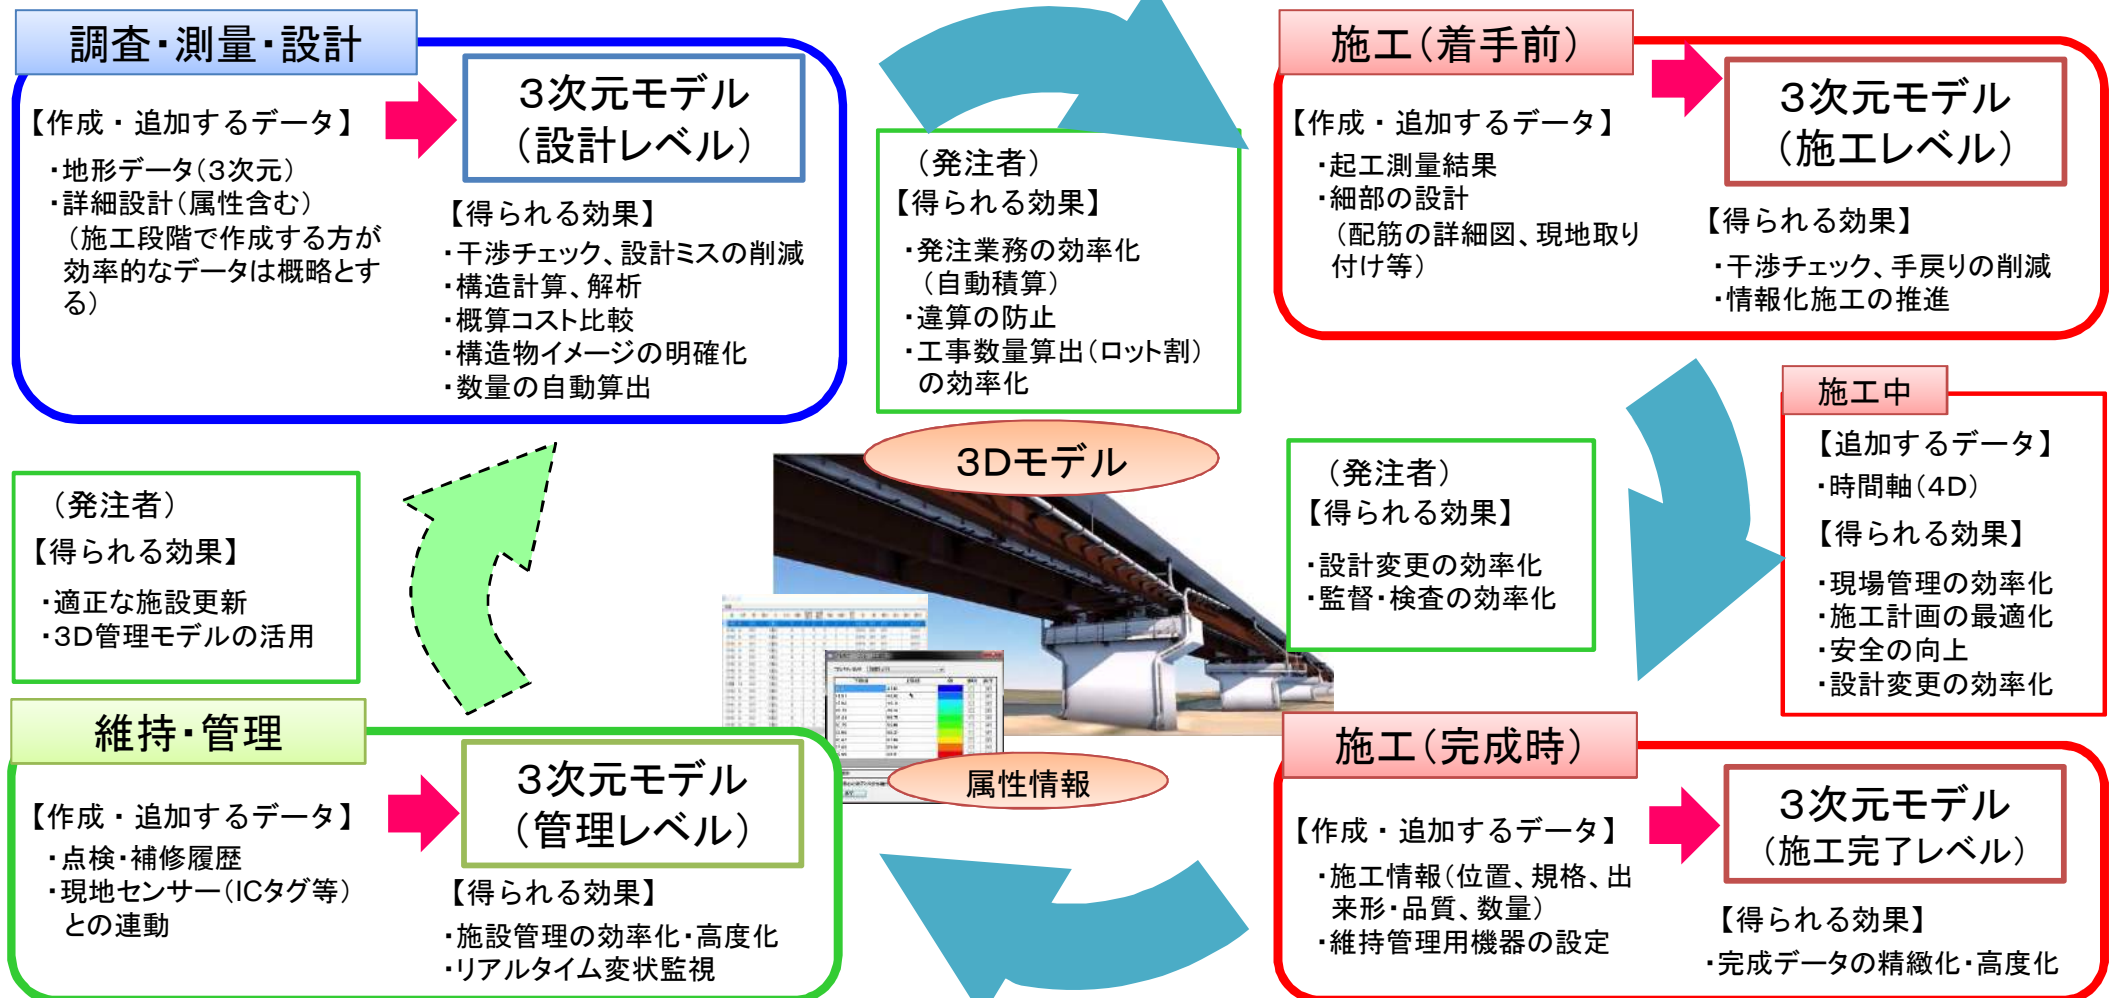 調査・測量・設計
【作成・追加するデータ】
・地形データ（3次元）
・詳細設計（属性含む）
（施工段階で作成する方が
効率的なデータは概略とす
る）
3次元モデル
（設計レベル）
【得られる効果】
・干渉チェック、設計ミスの削減
・構造計算、解析
・概算コスト比較
・構造物イメージの明確化
・数量の自動算出
（発注者）
【得られる効果】
・発注業務の効率化
（自動積算）
・違算の防止
・工事数量算出（ロット割）
の効率化
施工（着手前）
【作成・追加するデータ】
・起工測量結果
・細部の設計
（配筋の詳細図、現地取り
付け等）
3次元モデル
（施工レベル）
【得られる効果】
・干渉チェック、手戻りの削減
・情報化施工の推進
施工中
【追加するデータ】
・時間軸（4D）
【得られる効果】
・現場管理の効率化
・施工計画の最適化
・安全の向上
・設計変更の効率化
（発注者）
【得られる効果】
・設計変更の効率化
・監督・検査の効率化
3Dモデル
属性情報
（発注者）
【得られる効果】
・適正な施設更新
・3D管理モデルの活用
維持・管理
【作成・追加するデータ】
・点検・補修履歴
・現地センサー（ICタグ等）
との連動
3次元モデル
（管理レベル）
【得られる効果】
・施設管理の効率化・高度化
・リアルタイム変状監視
施工（完成時）
【作成・追加するデータ】
・施工情報（位置、規格、出
来形・品質、数量）
・維持管理用機器の設定
3次元モデル
（施工完了レベル）
【得られる効果】
・完成データの精緻化・高度化